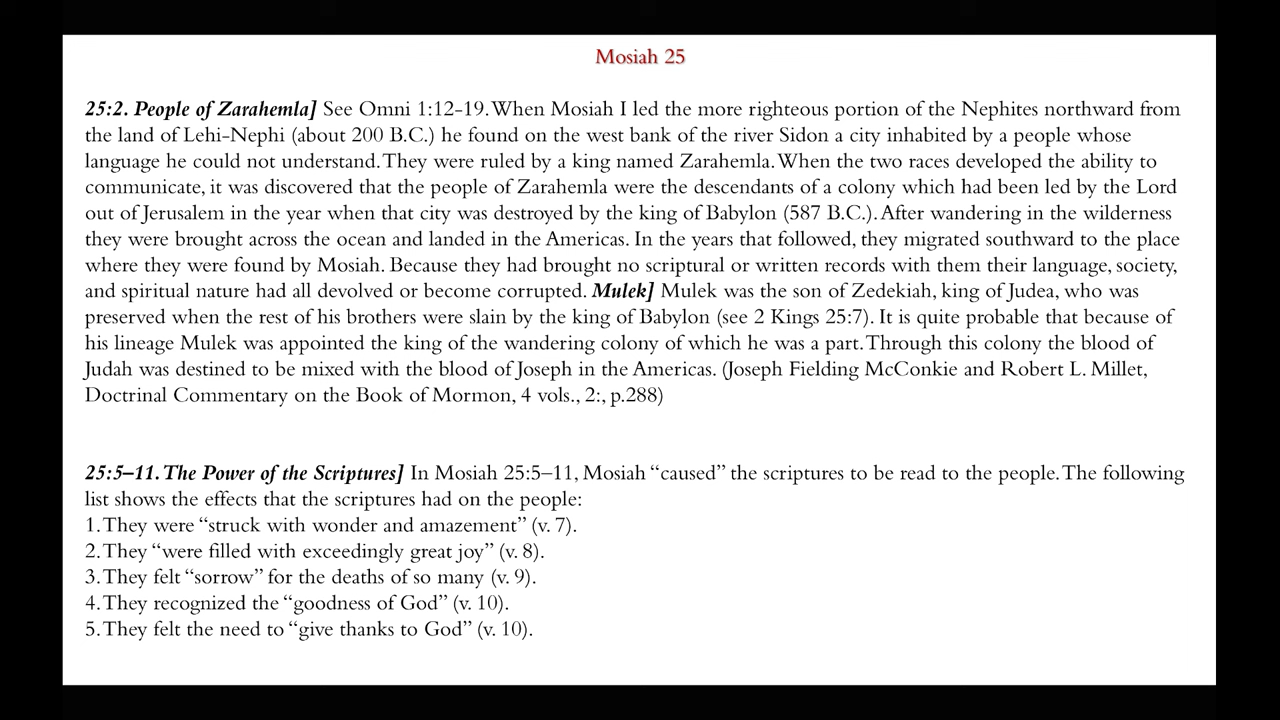 Mosiah 25
25:2. People of Zarahemla] See Omni 1:12-19. When Mosiah I led the more righteous portion of the Nephites northward from
the land of Lehi-Nephi (about 200 B.C.) he found on the west bank of the river Sidon a city inhabited by a people whose
language he could not understand. They were ruled by a king named Zarahemla. When the two races developed the ability to
communicate, it was discovered that the people of Zarahemla were the descendants of a colony which had been led by the Lord
out of Jerusalem in the year when that city was destroyed by the king of Babylon (587 B.C.). After wandering in the wilderness
they were brought across the ocean and landed in the Americas. In the years that followed, they migrated southward to the place
where they were found by Mosiah. Because they had brought no scriptural or written records with them their language, society,
and spiritual nature had all devolved or become corrupted. Mulek] Mulek was the son of Zedekiah, king of Judea, who was
preserved when the rest of his brothers were slain by the king of Babylon (see 2 Kings 25:7). It is quite probable that because of
his lineage Mulek was appointed the king of the wandering colony of which he was a part. Through this colony the blood of
Judah was destined to be mixed with the blood of Joseph in the Americas. (Joseph Fielding McConkie and Robert L. Millet,
Doctrinal Commentary on the Book of Mormon, 4 vols., 2:, p.288)
25:5–11. The Power of the Scriptures] In Mosiah 25:5–11, Mosiah “caused” the scriptures to be read to the people. The following
list shows the effects that the scriptures had on the people:
1. They were “struck with wonder and amazement” (v. 7).
2. They “were filled with exceedingly great joy” (v. 8).
3. They felt “sorrow” for the deaths of so many (v. 9).
4. They recognized the “goodness of God” (v. 10).
5. They felt the need to “give thanks to God” (v. 10).